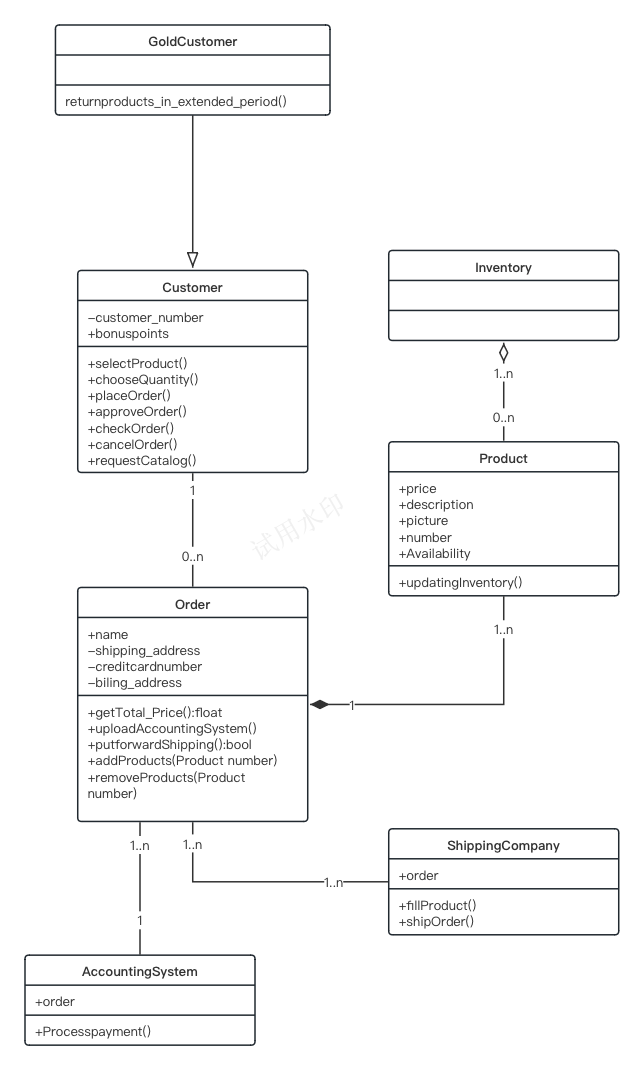 GoldCustomer
returnproducts_in_extended_period()
Customer
−customer_number
+bonuspoints
+selectProduct()
+chooseQuantity()
+placeOrder()
+approveOrder()
+checkOrder()
+cancelOrder()
+requestCatalog()
Inventory
1..n
0..n
Product
+price
+description
+picture
+number
+Availability
+updatingInventory()
1
0..n
试用水印
Order
+name
−shipping_address
−creditcardnumber
−biling_address
+getTotal_Price():float
+uploadAccountingSystem()
+putforwardShipping():bool
+addProducts(Product number)
+removeProducts(Product
number)
1..n
1
1..n
1..n
1..n
1
ShippingCompany
+order
+fillProduct()
+shipOrder()
AccountingSystem
+order
+Processpayment()